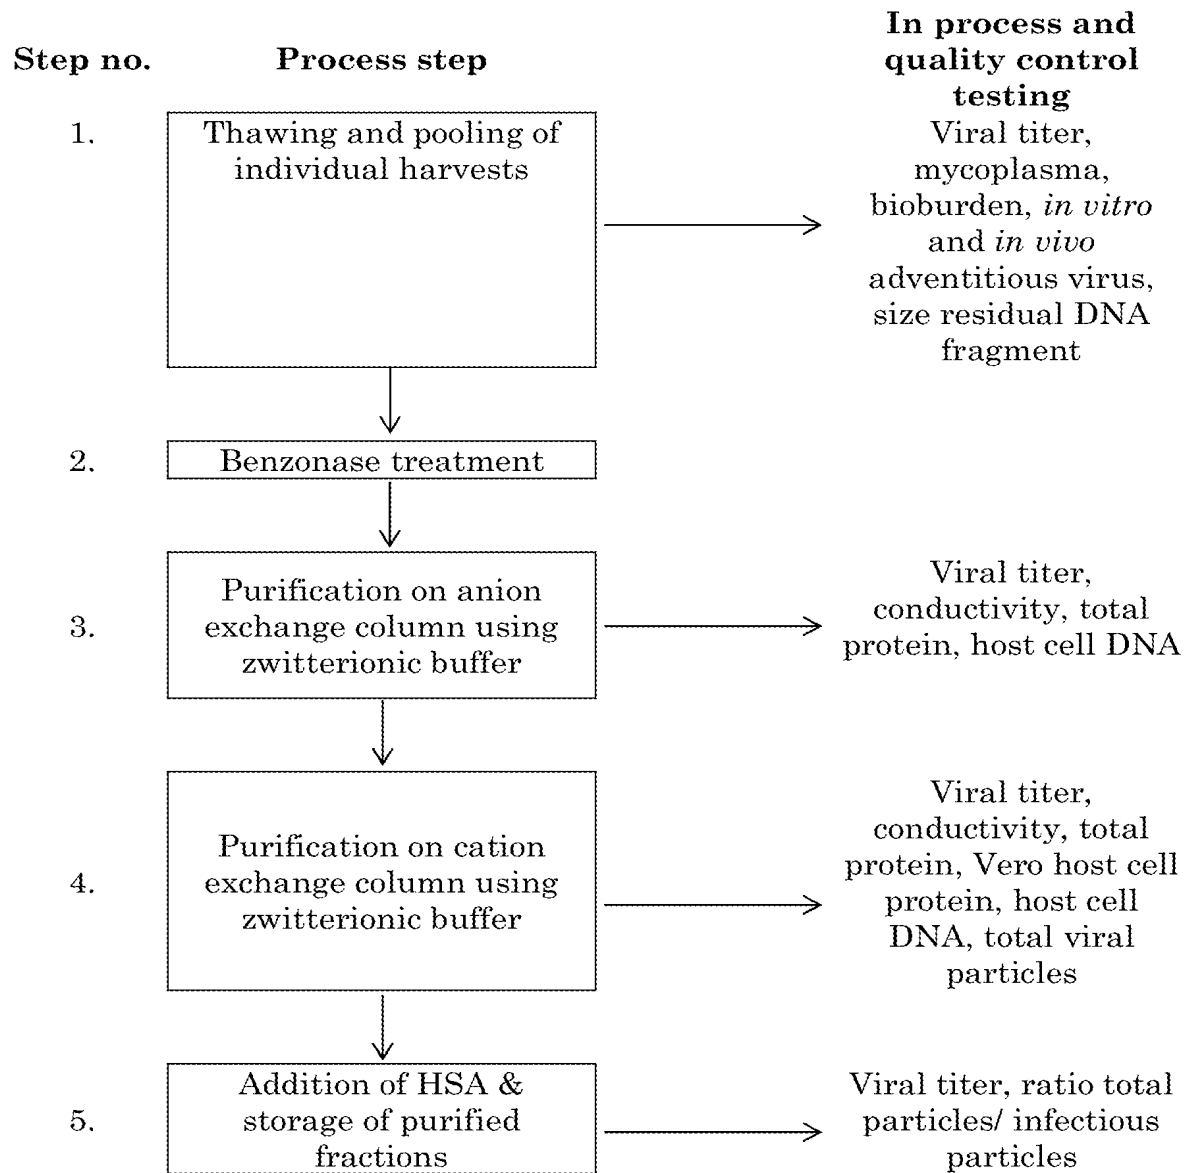 Step no.
Process step
In process and
quality control
testing
1.
Thawing and pooling of
individual harvests
Viral titer,
mycoplasma,
bioburden, in vitro
and in vivo
adventitious virus,
size residual DNA
fragment
2.
Benzonase treatment
3.
Purification on anion
exchange column using
zwitterionic buffer
Viral titer,
conductivity, total
protein, host cell DNA
4.
Purification on cation
exchange column using
zwitterionic buffer
Viral titer,
conductivity, total
protein, Vero host cell
protein, host cell
DNA, total viral
particles
5.
Addition of HSA &
storage of purified
fractions
Viral titer, ratio total
particles/ infectious
particles